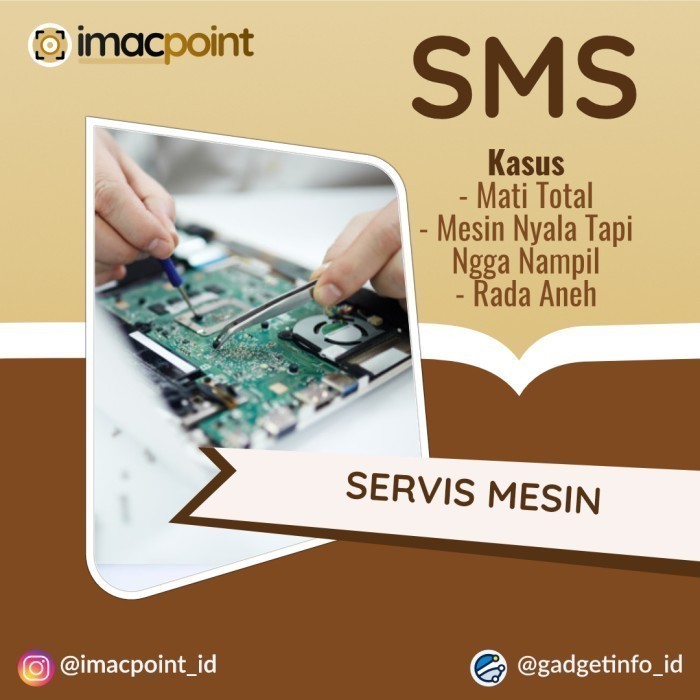 imacpoint
SMS
Kasus
- Mati Total
- Mesin Nyala Tapi
Ngga Nampil
- Rada Aneh
SERVIS MESIN
@imacpoint_id
@gadgetinfo_id